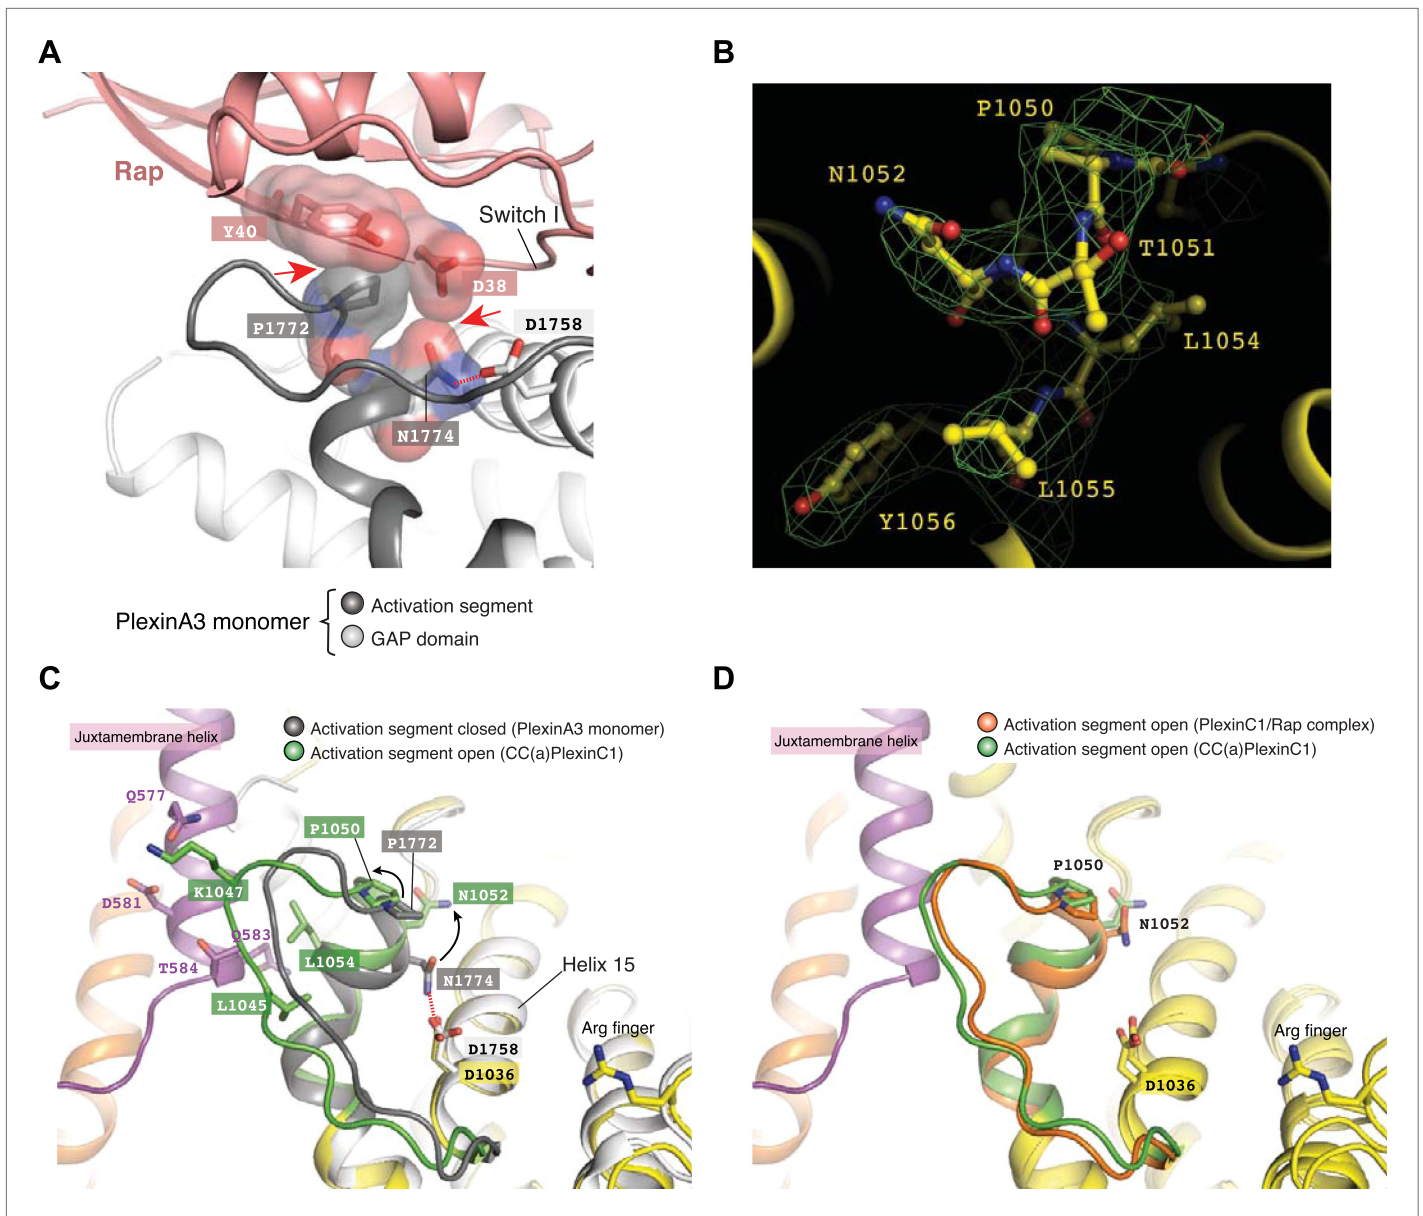 A
B
Rap
Y40
Switch I
D38
P1772
D1758
N1774
P1050
N1052
T1051
L1054
L1055
Y1056
PlexinA3 monomer
Activation segment
GAP domain
C
D
Juxtamembrane helix
Activation segment closed (PlexinA3 monomer)
Activation segment open (CC(a)PlexinC1)
Q577
P1050
P1772
K1047
N1052
D581
Q583
L1054
T584
N1774
Helix 15
L1045
Arg finger
D1758
D1036
Juxtamembrane helix
Activation segment open (PlexinC1/Rap complex)
Activation segment open (CC(a)PlexinC1)
P1050
N1052
Arg finger
D1036